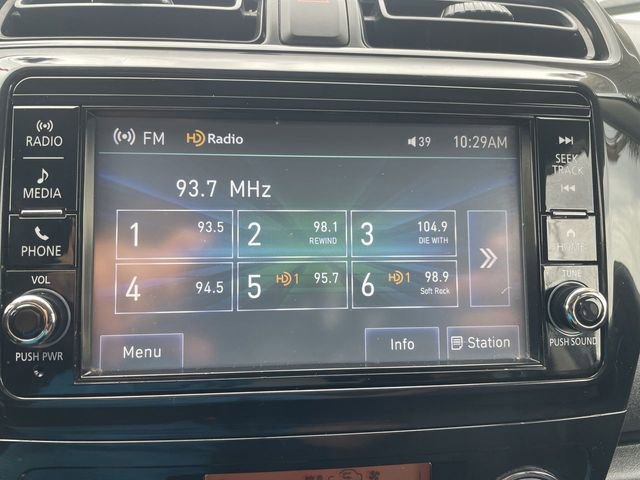 RADIO
MEDIA
PHONE
VOL
PUSH PWR
FM HD Radio 39 10:29AM
93.7 MHz
1 93.5
2 98.1
REWIND
3 104.9
DIE WITH
4 94.5
5 HD1 95.7
6 HD1 98.9
Soft Rock
Menu
Info
Station
SEEK
TRACK
HOME
TUNE
PUSH SOUND